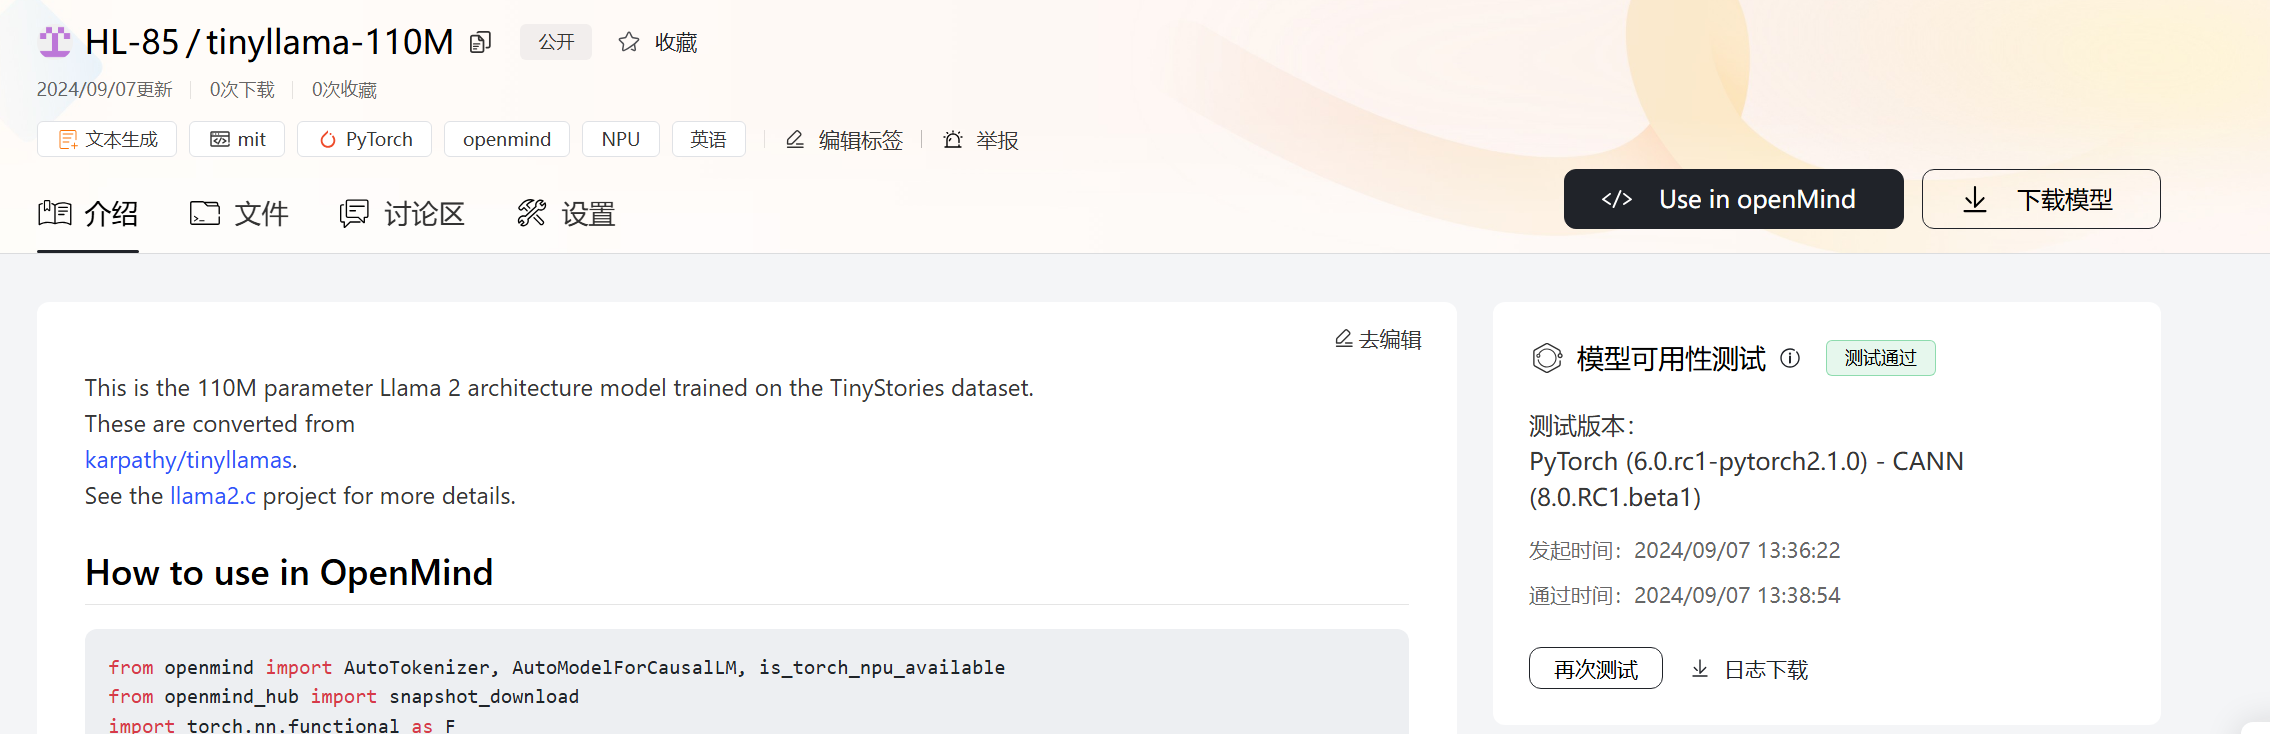 HL-85 / tinyllama-110M 公开 收藏
2024/09/07更新 0次下载 0次收藏
文本生成 mit PyTorch openmind NPU 英语 编辑标签 举报
介绍 文件 讨论区 设置
</> Use in openMind 下载模型
去编辑
This is the 110M parameter Llama 2 architecture model trained on the TinyStories dataset.
These are converted from
karpathy/tinyllamas.
See the llama2.c project for more details.
How to use in OpenMind
from openmind import AutoTokenizer, AutoModelForCausalLM, is_torch_npu_available
from openmind_hub import snapshot_download
import torch.nn.functional as F
模型可用性测试 测试通过
测试版本：
PyTorch (6.0.rc1-pytorch2.1.0) - CANN
(8.0.RC1.beta1)
发起时间：2024/09/07 13:36:22
通过时间：2024/09/07 13:38:54
再次测试 日志下载